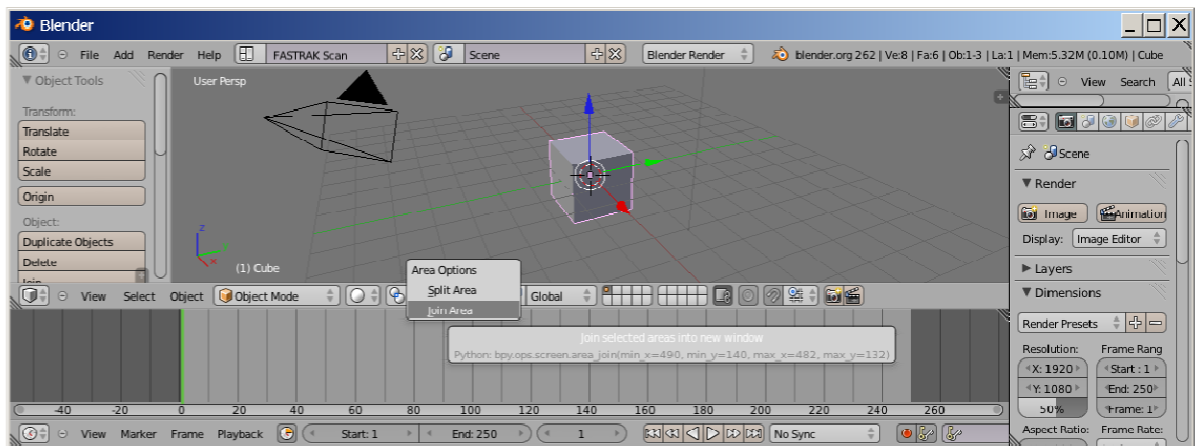 Blender
File Add Render Help FASTRAK Scan Scene Blender Render blender.org 262 | Ve:8 | Fa:6 | Ob:1-3 | La:1 | Mem:5.32M (0.10M) | Cube
Object Tools
User Persp
View Search All
Transform:
Translate
Rotate
Scale
Origin
Object:
Duplicate Objects
Delete
Join
z
(1) Cube
Scene
Render
Image Animation
Display: Image Editor
Layers
Dimensions
Render Presets
Resolution: Frame Rang
X: 1920 Start : 1
Y: 1080 End: 250
50% Frame: 1
Aspect Ratio: Frame Rate:
Area Options
Split Area
Join Area
View Select Object Object Mode Global
Join selected areas into new window
Python: bpy.ops.screen.area_join(min_x=490, min_y=140, max_x=482, max_y=132)
-40 -20 0 20 40 60 80 100 120 140 160 180 200 220 240 260
View Marker Frame Playback Start: 1 End: 250 1 No Sync